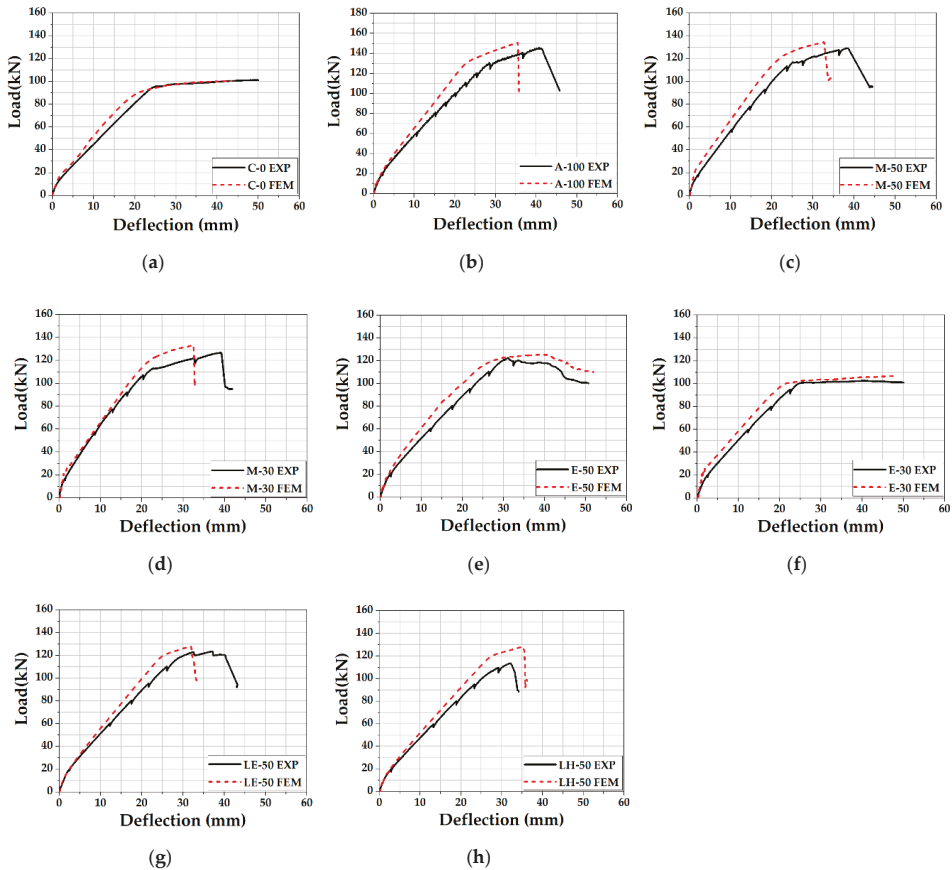 160
140
120
100
80
60
40
20
0
Load(kN)
C-0 EXP
C-0 FEM
0 10 20 30 40 50 60
Deflection (mm)
(a)
160
140
120
100
80
60
40
20
0
Load(kN)
A-100 EXP
A-100 FEM
0 10 20 30 40 50 60
Deflection (mm)
(b)
160
140
120
100
80
60
40
20
0
Load(kN)
M-50 EXP
M-50 FEM
0 10 20 30 40 50 60
Deflection (mm)
(c)
160
140
120
100
80
60
40
20
0
Load(kN)
M-30 EXP
M-30 FEM
0 10 20 30 40 50 60
Deflection (mm)
(d)
160
140
120
100
80
60
40
20
0
Load(kN)
E-50 EXP
E-50 FEM
0 10 20 30 40 50 60
Deflection (mm)
(e)
160
140
120
100
80
60
40
20
0
Load(kN)
E-30 EXP
E-30 FEM
0 10 20 30 40 50 60
Deflection (mm)
(f)
160
140
120
100
80
60
40
20
0
Load(kN)
LE-50 EXP
LE-50 FEM
0 10 20 30 40 50 60
Deflection (mm)
(g)
160
140
120
100
80
60
40
20
0
Load(kN)
LH-50 EXP
LH-50 FEM
0 10 20 30 40 50 60
Deflection (mm)
(h)